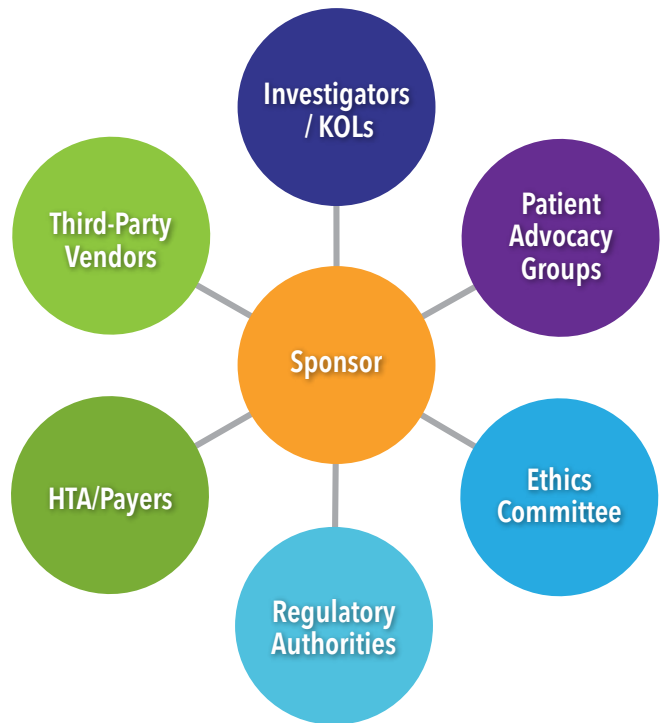 Investigators
/ KOLs
Third-Party
Vendors
Patient
Advocacy
Groups
Sponsor
HTA/Payers
Ethics
Committee
Regulatory
Authorities